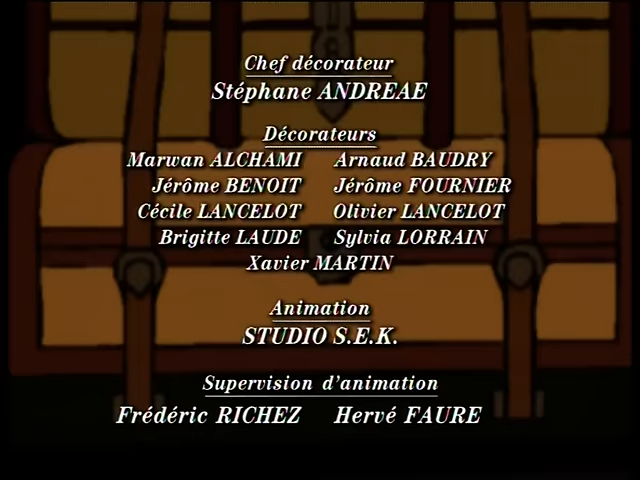 Chef décorateur
Stéphane ANDREAE
Décorateurs
Marwan ALCHAMI Arnaud BAUDRY
Jérôme BENOIT Jérôme FOURNIER
Cécile LANCELOT Olivier LANCELOT
Brigitte LAUDE Sylvia LORRAIN
Xavier MARTIN
Animation
STUDIO S.E.K.
Supervision d'animation
Frédéric RICHEZ Hervé FAURE